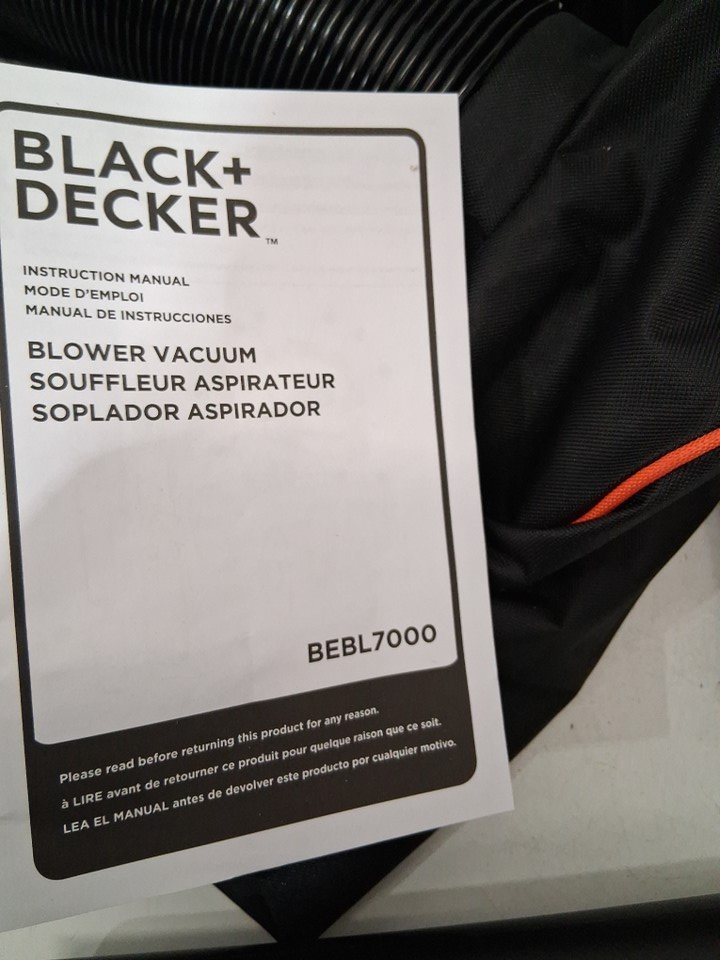 BLACK+
DECKER™
INSTRUCTION MANUAL
MODE D'EMPLOI
MANUAL DE INSTRUCCIONES
BLOWER VACUUM
SOUFFLEUR ASPIRATEUR
SOPLADOR ASPIRADOR
BEBL7000
Please read before returning this product for any reason.
à LIRE avant de retourner ce produit pour quelque raison que ce soit.
LEA EL MANUAL antes de devolver este producto por cualquier motivo.